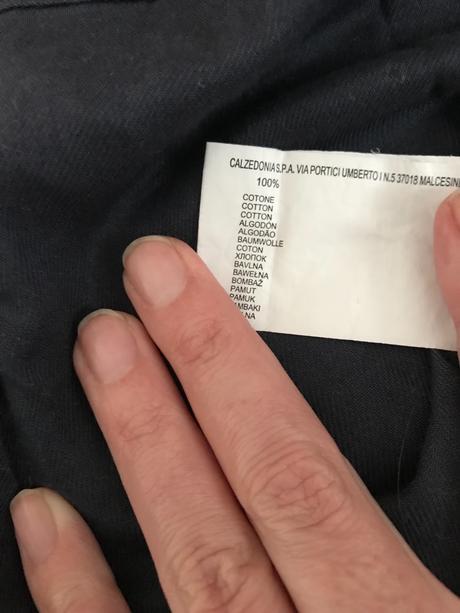 CALZEDONIA S.P.A. VIA PORTICI UMBERTO I N.5 37018 MALCESINE
100%
COTONE
COTTON
COTTON
ALGODÓN
ALGODÃO
BAUMWOLLE
COTON
ХЛОПОК
BAVLNA
BAWEŁNA
BOMBAŽ
PAMUT
PAMUK